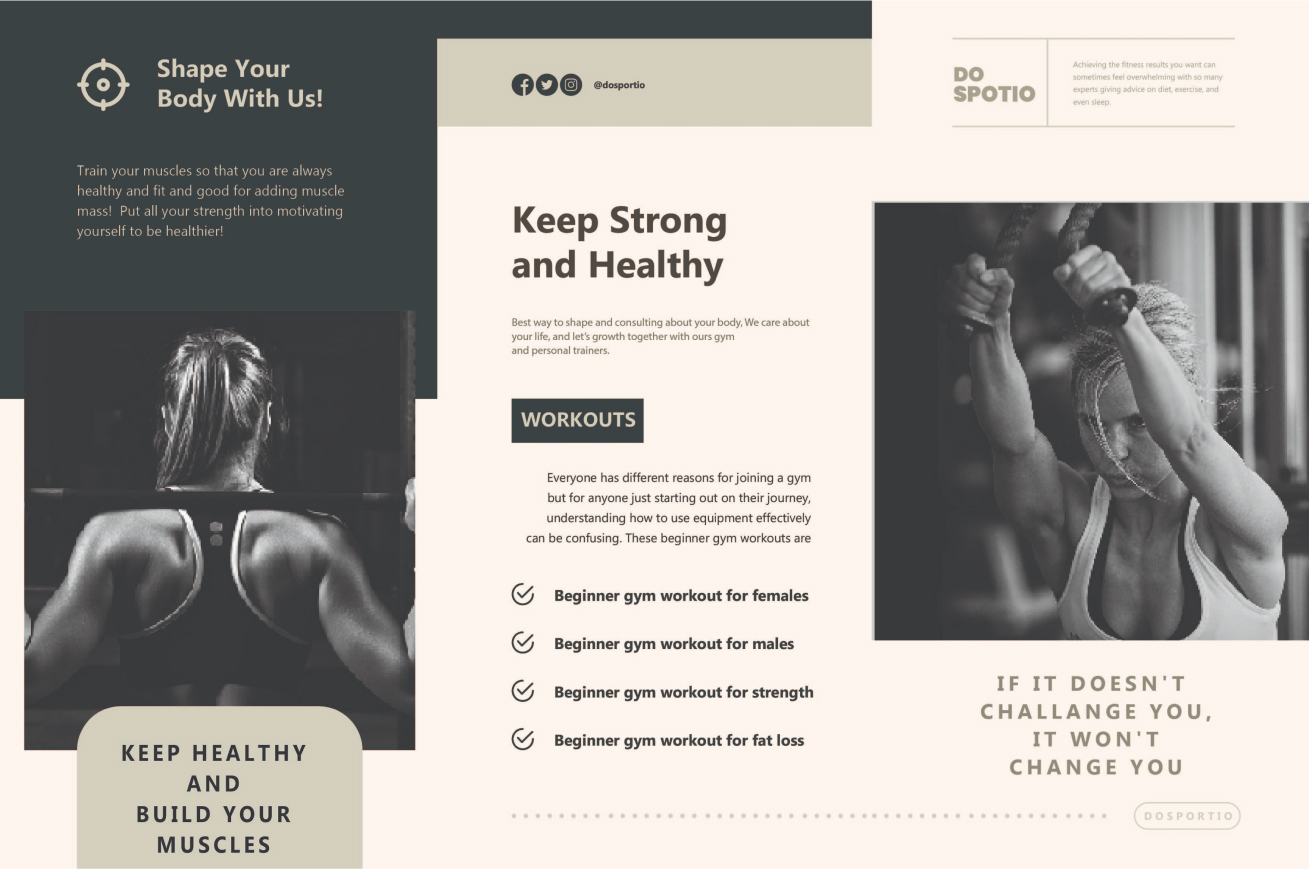 Shape Your
Body With Us!
Train your muscles so that you are always
healthy and fit and good for adding muscle
mass!  Put all your strength into motivating
yourself to be healthier!
KEEP HEALTHY
AND
BUILD YOUR
MUSCLES
@dosportio
Keep Strong
and Healthy
Best way to shape and consulting about your body, We care about
your life, and let's growth together with ours gym
and personal trainers.
WORKOUTS
Everyone has different reasons for joining a gym
but for anyone just starting out on their journey,
understanding how to use equipment effectively
can be confusing. These beginner gym workouts are
Beginner gym workout for females
Beginner gym workout for males
Beginner gym workout for strength
Beginner gym workout for fat loss
DO
SPOTIO
Achieving the fitness results you want can
sometimes feel overwhelming with so many
experts giving advice on diet, exercise, and
even sleep.
IF IT DOESN'T
CHALLANGE YOU,
IT WON'T
CHANGE YOU
DOSPORTIO